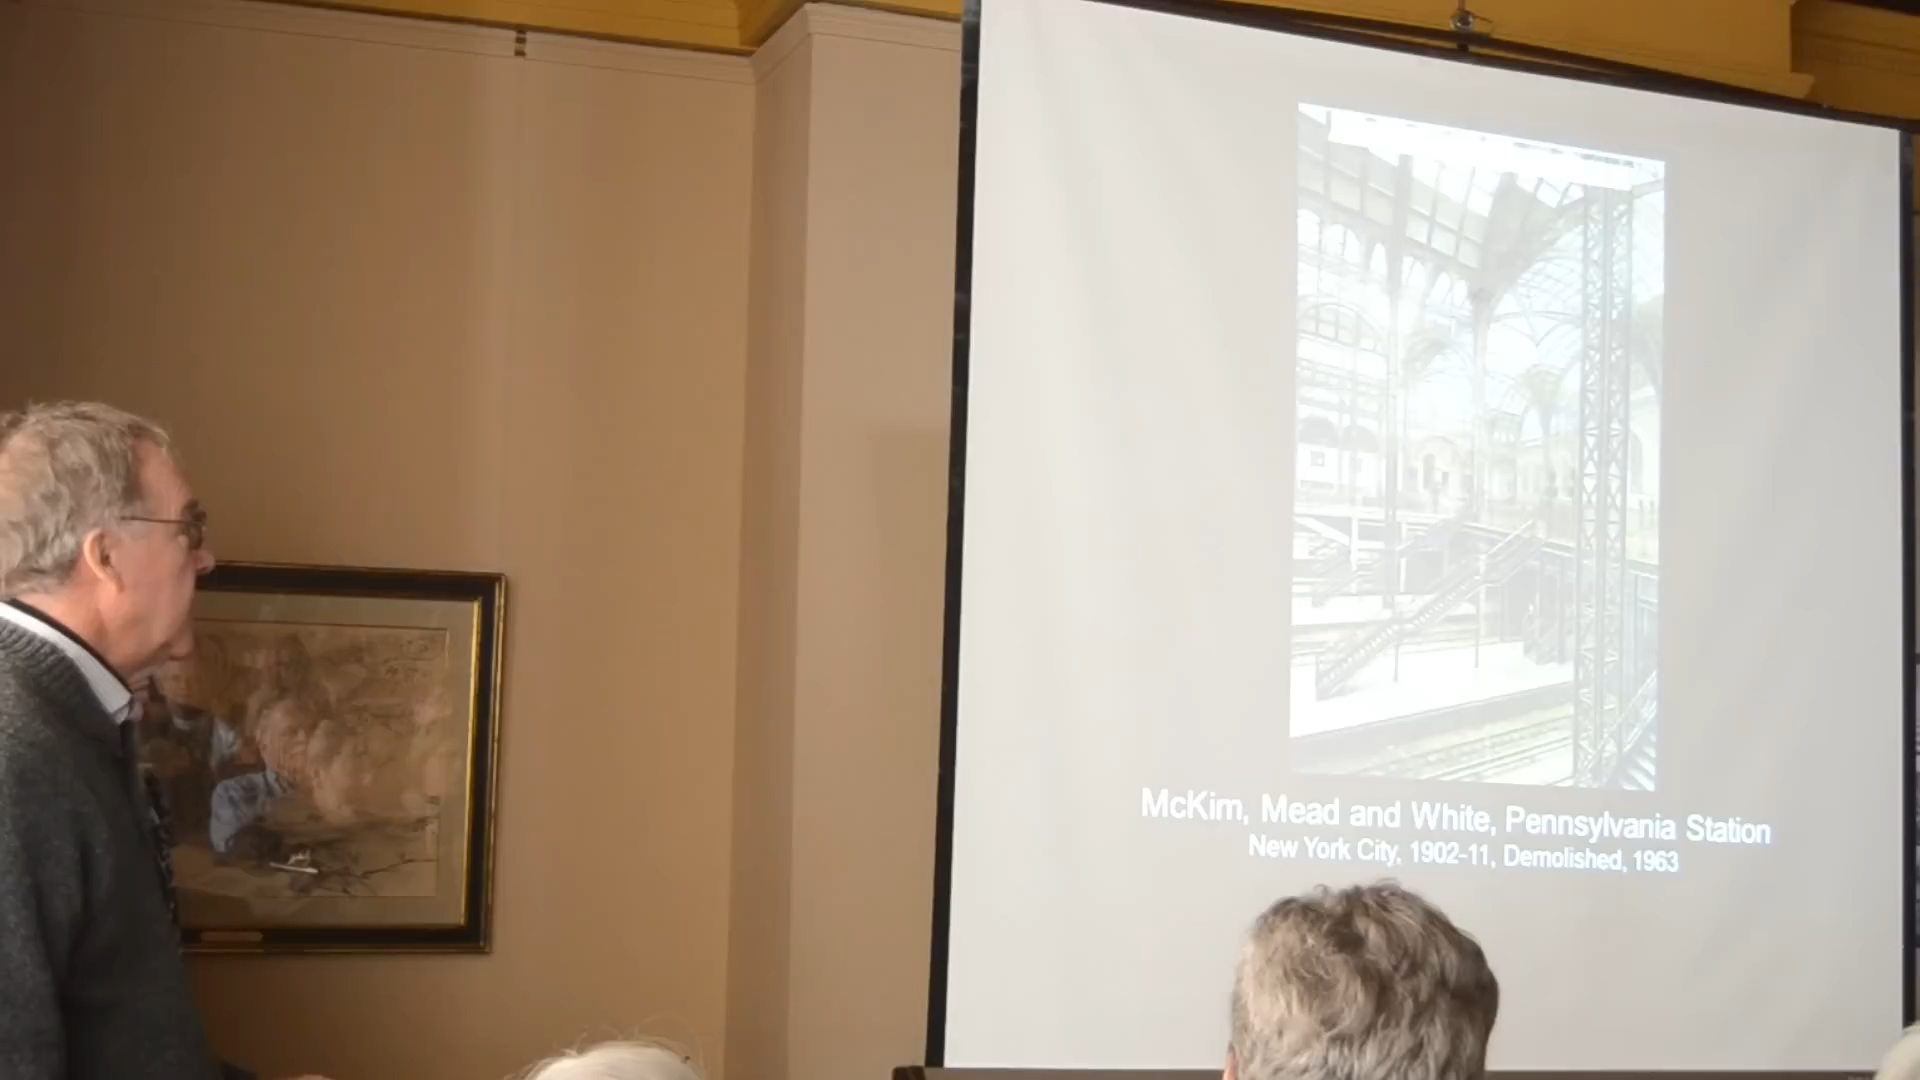 McKim, Mead and White, Pennsylvania Station
New York City, 1902-11, Demolished, 1963